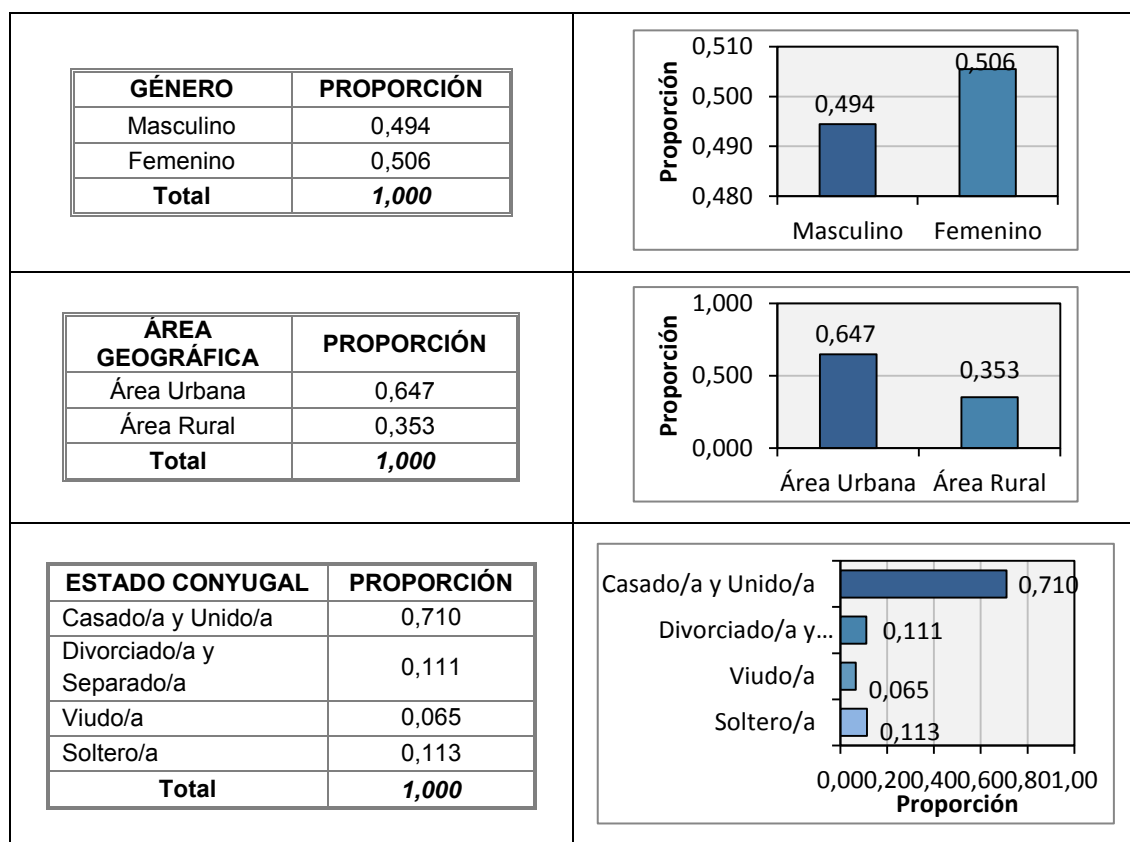 GÉNERO PROPORCIÓN
Masculino 0,494
Femenino 0,506
Total 1,000
0,510
0,500
0,490
0,480
Proporción
0,494
0,506
Masculino Femenino
ÁREA
GEOGRÁFICA PROPORCIÓN
Área Urbana 0,647
Área Rural 0,353
Total 1,000
1,000
0,500
0,000
Proporción
0,647
0,353
Área Urbana Área Rural
ESTADO CONYUGAL PROPORCIÓN
Casado/a y Unido/a 0,710
Divorciado/a y
Separado/a 0,111
Viudo/a 0,065
Soltero/a 0,113
Total 1,000
Casado/a y Unido/a 0,710
Divorciado/a y... 0,111
Viudo/a 0,065
Soltero/a 0,113
0,000,200,400,600,801,00
Proporción